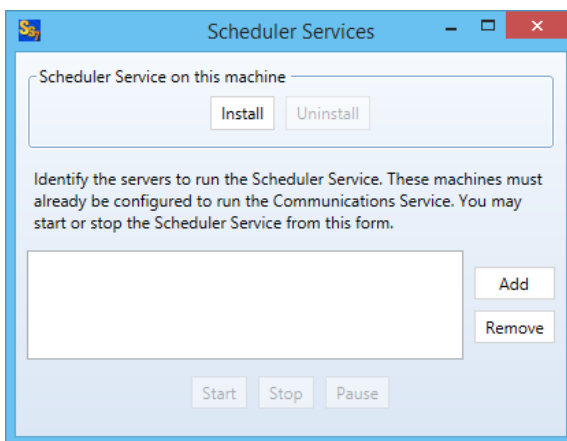 SS7
Scheduler Services
Scheduler Service on this machine
Install Uninstall
Identify the servers to run the Scheduler Service. These machines must
already be configured to run the Communications Service. You may
start or stop the Scheduler Service from this form.
Add
Remove
Start Stop Pause